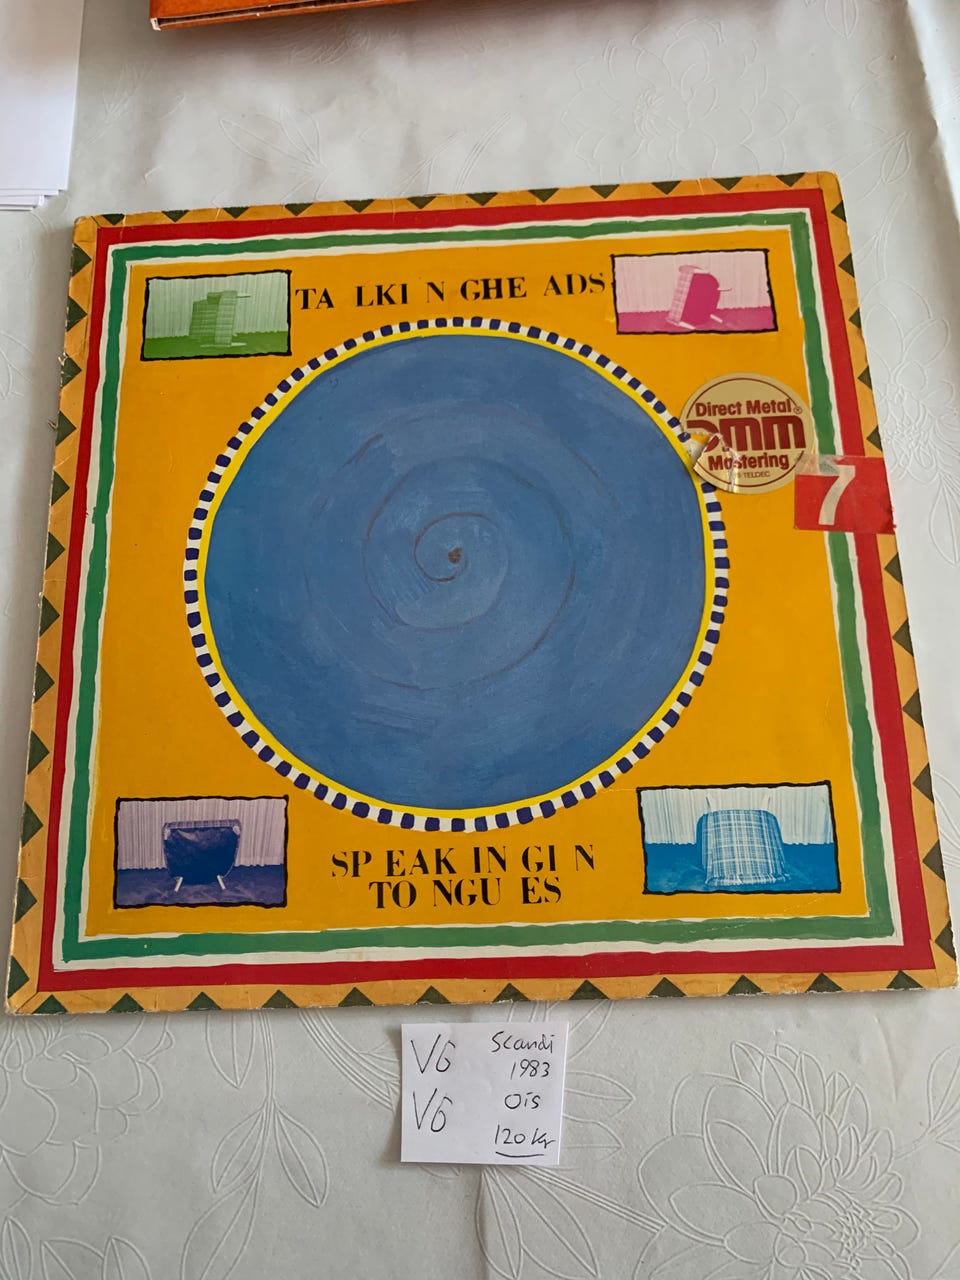 TA LKI N GHE ADS
Direct Metal®
DMM
Mastering
TELDEC
7
SP EAK IN GI N
TO NGU ES
VG
VG
Scandi
1983
OIS
120 Kr